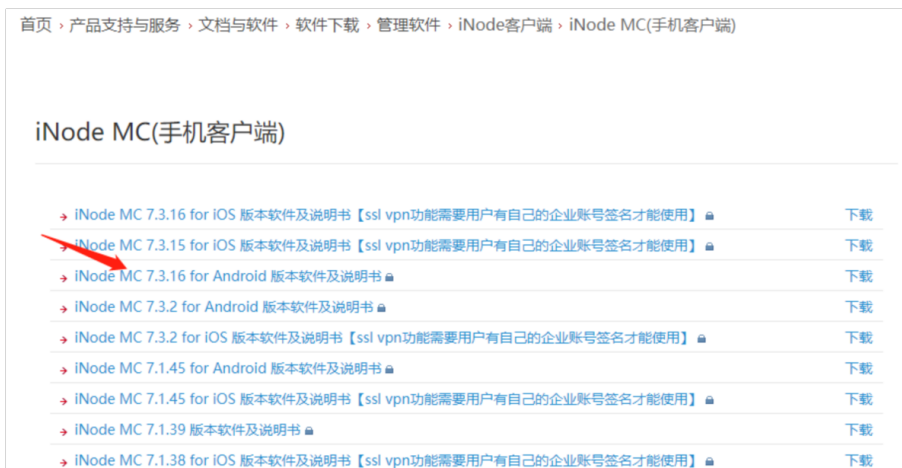 首页 › 产品支持与服务 › 文档与软件 › 软件下载 › 管理软件 › iNode客户端 › iNode MC(手机客户端)
iNode MC(手机客户端)
iNode MC 7.3.16 for iOS 版本软件及说明书【ssl vpn功能需要用户有自己的企业账号签名才能使用】 下载
iNode MC 7.3.15 for iOS 版本软件及说明书【ssl vpn功能需要用户有自己的企业账号签名才能使用】 下载
iNode MC 7.3.16 for Android 版本软件及说明书 下载
iNode MC 7.3.2 for Android 版本软件及说明书 下载
iNode MC 7.3.2 for iOS 版本软件及说明书【ssl vpn功能需要用户有自己的企业账号签名才能使用】 下载
iNode MC 7.1.45 for Android 版本软件及说明书 下载
iNode MC 7.1.45 for iOS 版本软件及说明书【ssl vpn功能需要用户有自己的企业账号签名才能使用】 下载
iNode MC 7.1.39 版本软件及说明书 下载
iNode MC 7.1.38 for iOS 版本软件及说明书【ssl vpn功能需要用户有自己的企业账号签名才能使用】 下载